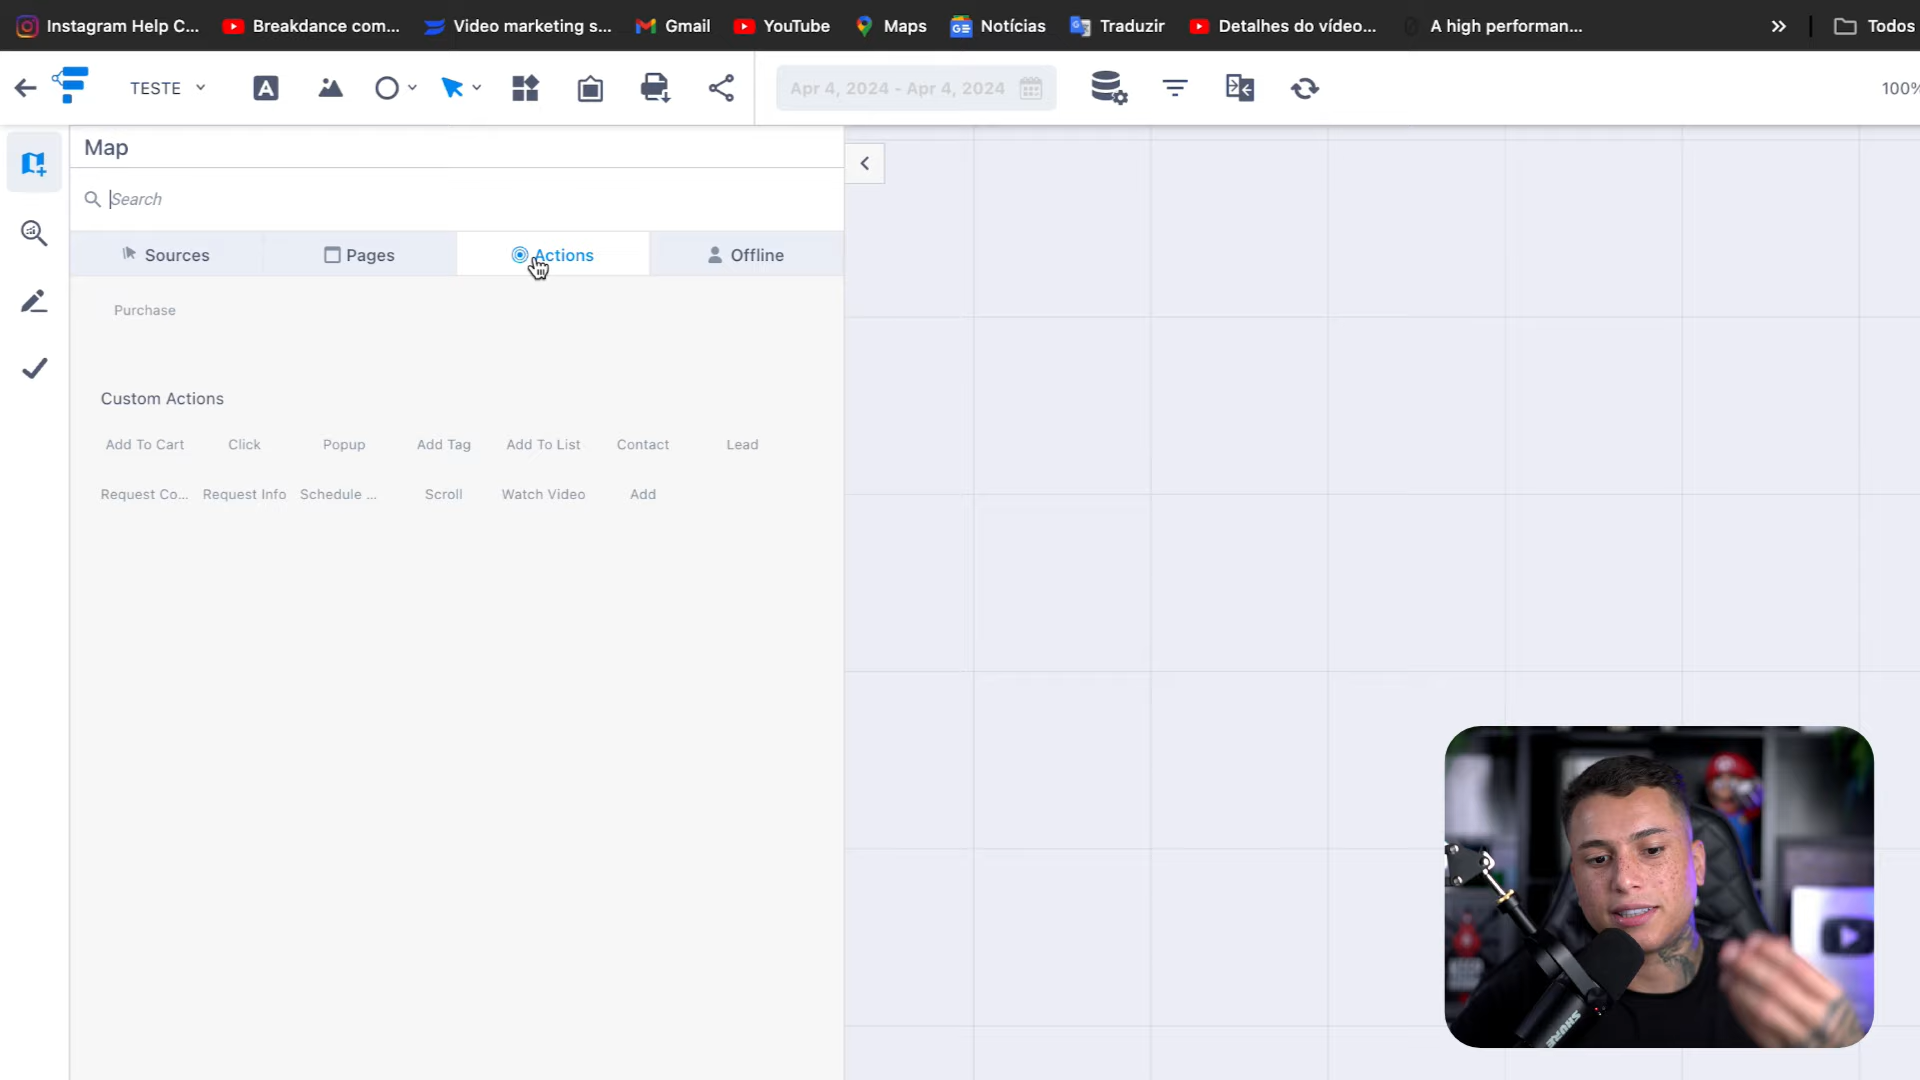 Instagram Help C... Breakdance com... Video marketing s... Gmail YouTube Maps Notícias Traduzir Detalhes do vídeo... A high performan... » Todos
TESTE A Apr 4, 2024 - Apr 4, 2024 100%
Map
Search
Sources Pages Actions Offline
Purchase
Custom Actions
Add To Cart Click Popup Add Tag Add To List Contact Lead
Request Co... Request Info Schedule ... Scroll Watch Video Add
SHURE